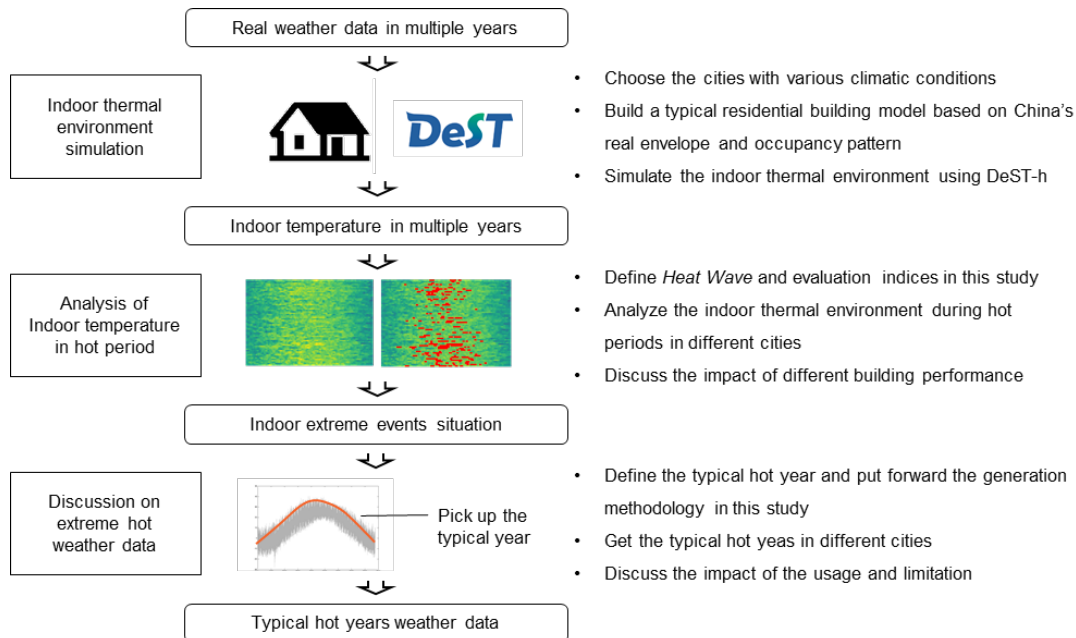 Real weather data in multiple years
Indoor thermal
environment
simulation
DeST
• Choose the cities with various climatic conditions
• Build a typical residential building model based on China's
real envelope and occupancy pattern
• Simulate the indoor thermal environment using DeST-h
Indoor temperature in multiple years
Analysis of
Indoor temperature
in hot period
• Define Heat Wave and evaluation indices in this study
• Analyze the indoor thermal environment during hot
periods in different cities
• Discuss the impact of different building performance
Indoor extreme events situation
Discussion on
extreme hot
weather data
Pick up the
typical year
• Define the typical hot year and put forward the generation
methodology in this study
• Get the typical hot yeas in different cities
• Discuss the impact of the usage and limitation
Typical hot years weather data